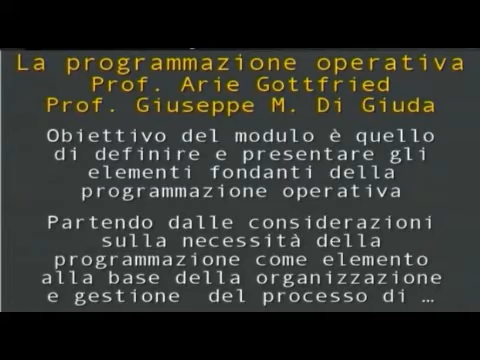 La programmazione operativa
Prof. Arie Gottfried
Prof. Giuseppe M. Di Giuda
Obiettivo del modulo è quello
di definire e presentare gli
elementi fondanti della
programmazione operativa
Partendo dalle considerazioni
sulla necessità della
programmazione come elemento
alla base della organizzazione
e gestione  del processo di …